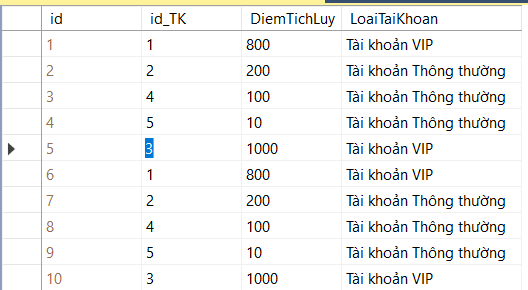 id id_TK DiemTichLuy LoaiTaiKhoan
1 1 800 Tài khoản VIP
2 2 200 Tài khoản Thông thường
3 4 100 Tài khoản Thông thường
4 5 10 Tài khoản Thông thường
5 3 1000 Tài khoản VIP
6 1 800 Tài khoản VIP
7 2 200 Tài khoản Thông thường
8 4 100 Tài khoản Thông thường
9 5 10 Tài khoản Thông thường
10 3 1000 Tài khoản VIP